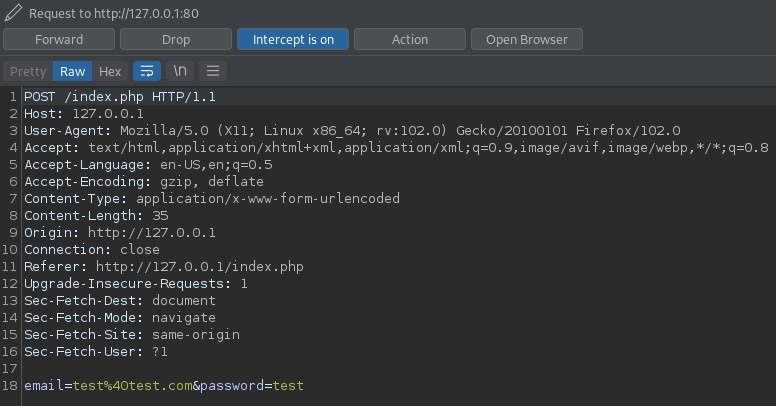 Request to http://127.0.0.1:80
Forward Drop Intercept is on Action Open Browser
Pretty Raw Hex \n
1 POST /index.php HTTP/1.1
2 Host: 127.0.0.1
3 User-Agent: Mozilla/5.0 (X11; Linux x86_64; rv:102.0) Gecko/20100101 Firefox/102.0
4 Accept: text/html,application/xhtml+xml,application/xml;q=0.9,image/avif,image/webp,*/*;q=0.8
5 Accept-Language: en-US,en;q=0.5
6 Accept-Encoding: gzip, deflate
7 Content-Type: application/x-www-form-urlencoded
8 Content-Length: 35
9 Origin: http://127.0.0.1
10 Connection: close
11 Referer: http://127.0.0.1/index.php
12 Upgrade-Insecure-Requests: 1
13 Sec-Fetch-Dest: document
14 Sec-Fetch-Mode: navigate
15 Sec-Fetch-Site: same-origin
16 Sec-Fetch-User: ?1
17
18 email=test%40test.com&password=test